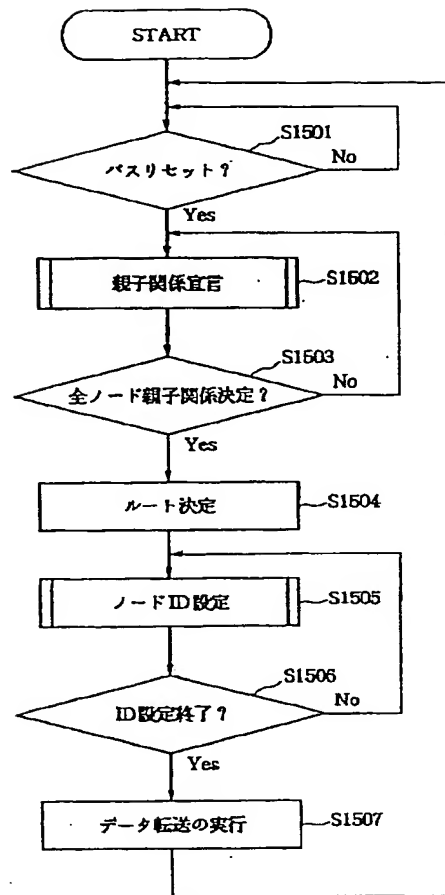 START
S1501
バスリセット?
No
Yes
親子関係宣言
S1502
S1503
全ノード親子関係決定?
No
Yes
ルート決定
S1504
ノードID設定
S1505
S1506
ID設定終了?
No
Yes
データ転送の実行
S1507